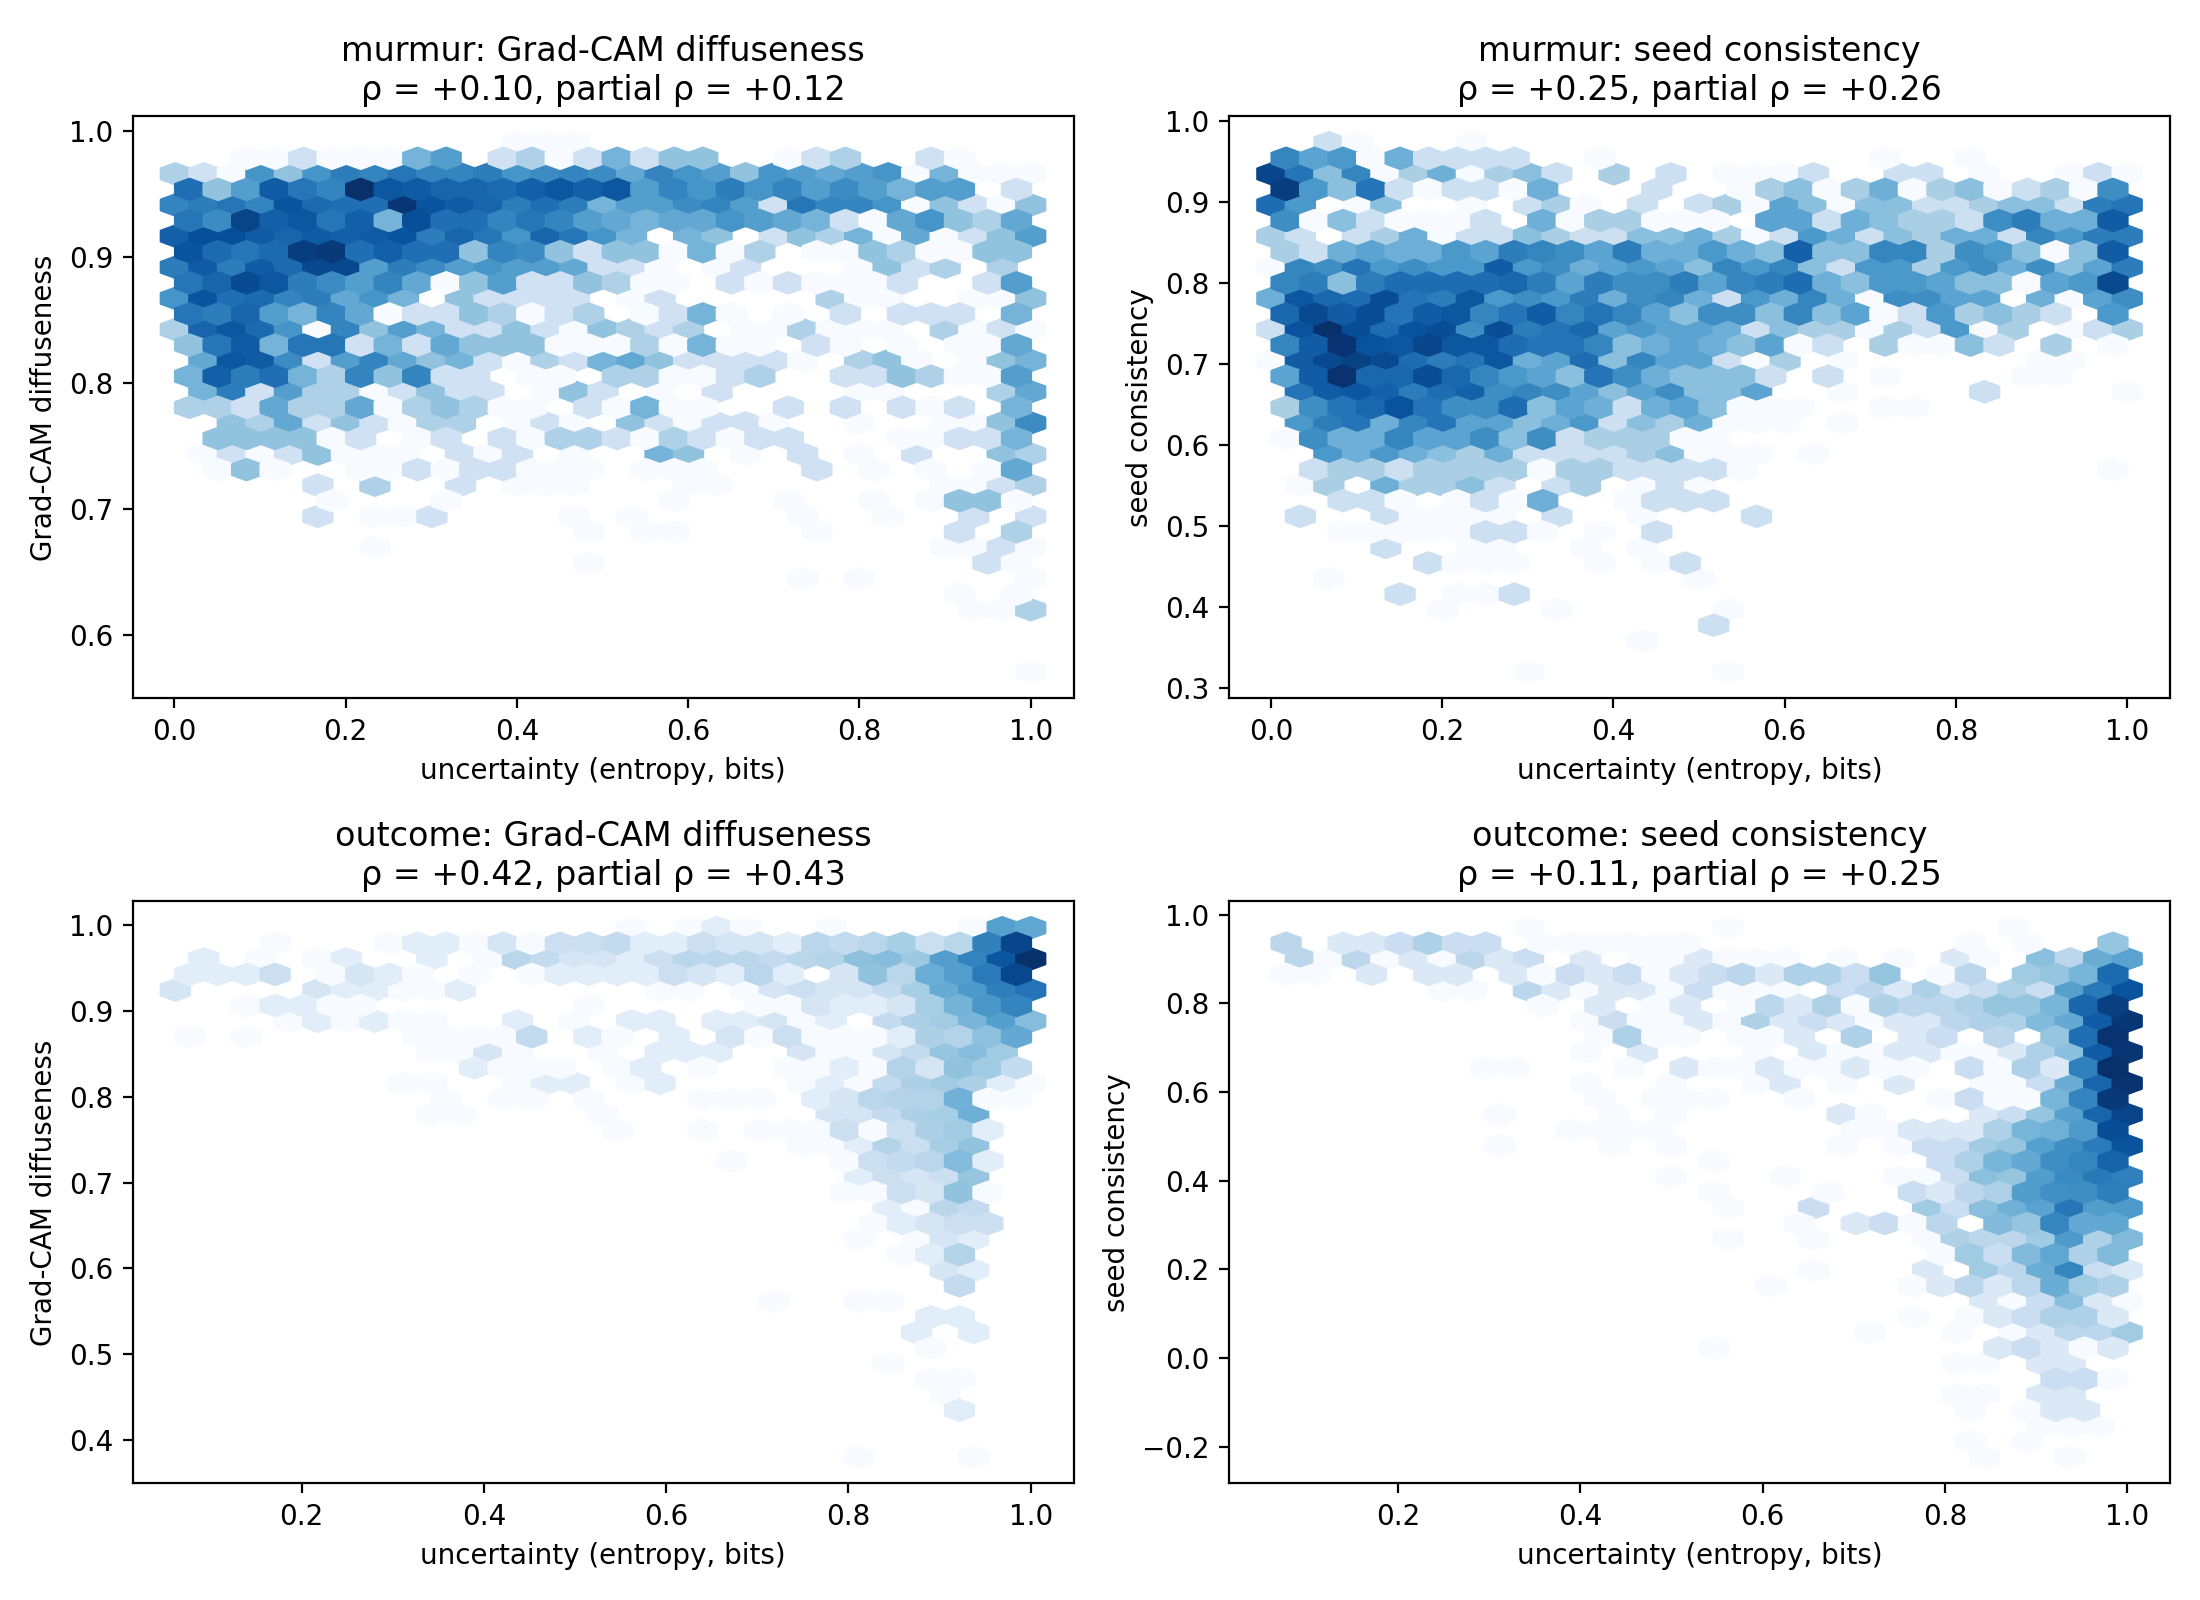 murmur: Grad-CAM diffuseness
ρ = +0.10, partial ρ = +0.12
1.0
0.9
0.8
0.7
0.6
Grad-CAM diffuseness
0.0 0.2 0.4 0.6 0.8 1.0
uncertainty (entropy, bits)
murmur: seed consistency
ρ = +0.25, partial ρ = +0.26
1.0
0.9
0.8
0.7
0.6
0.5
0.4
0.3
seed consistency
0.0 0.2 0.4 0.6 0.8 1.0
uncertainty (entropy, bits)
outcome: Grad-CAM diffuseness
ρ = +0.42, partial ρ = +0.43
1.0
0.9
0.8
0.7
0.6
0.5
0.4
Grad-CAM diffuseness
0.2 0.4 0.6 0.8 1.0
uncertainty (entropy, bits)
outcome: seed consistency
ρ = +0.11, partial ρ = +0.25
1.0
0.8
0.6
0.4
0.2
0.0
−0.2
seed consistency
0.2 0.4 0.6 0.8 1.0
uncertainty (entropy, bits)